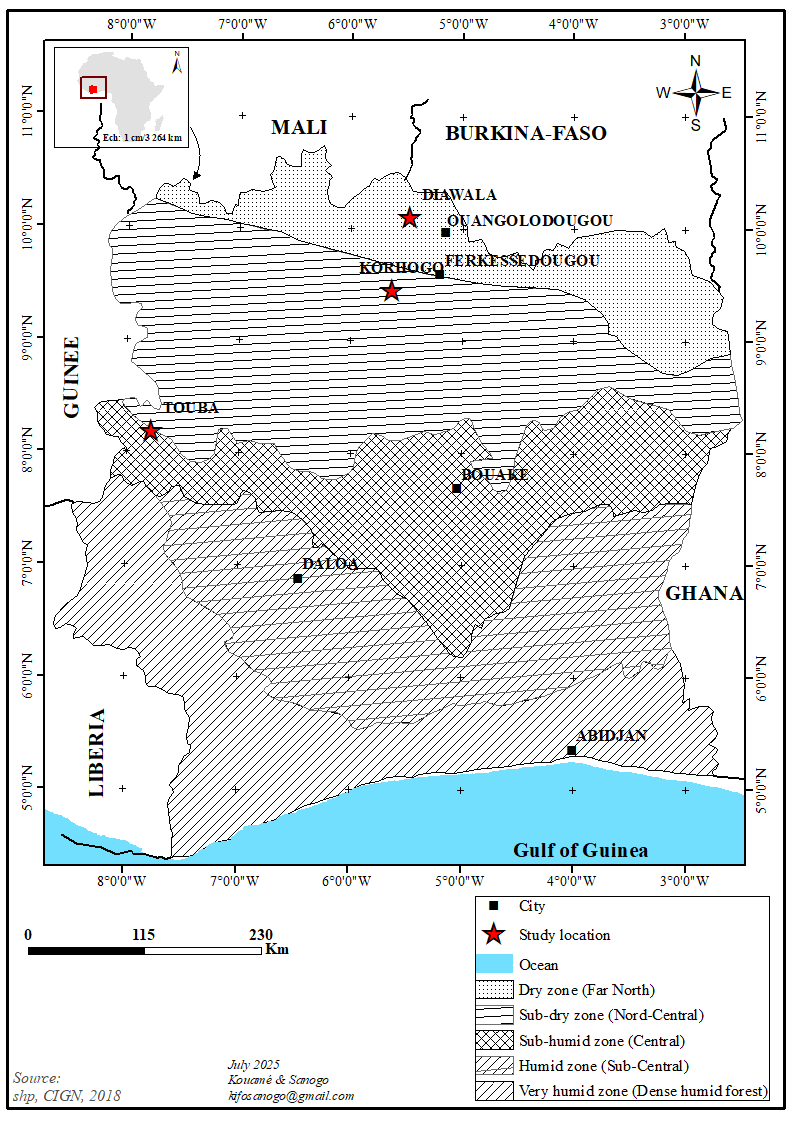 8°0'0"W 7°0'0"W 6°0'0"W 5°0'0"W 4°0'0"W 3°0'0"W
N
Ech: 1 cm/3 264 km
N
W E
S
MALI
BURKINA-FASO
11°0'0"N
11°0'0"N
DIAWALA
OUANGOLODOUGOU
10°0'0"N
10°0'0"N
KORHOGO
FERKESSEDOUGOU
9°0'0"N
9°0'0"N
GUINEE
TOUBA
8°0'0"N
8°0'0"N
BOUAKE
7°0'0"N
7°0'0"N
DALOA
GHANA
6°0'0"N
6°0'0"N
LIBERIA
ABIDJAN
5°0'0"N
5°0'0"N
Gulf of Guinea
8°0'0"W 7°0'0"W 6°0'0"W 5°0'0"W 4°0'0"W 3°0'0"W
0 115 230
Km
City
Study location
Ocean
Dry zone (Far North)
Sub-dry zone (Nord-Central)
Sub-humid zone (Central)
Humid zone (Sub-Central)
Very humid zone (Dense humid forest)
Source:
shp, CIGN, 2018
July 2025
Kouamé & Sanogo
kifosanogo@gmail.com